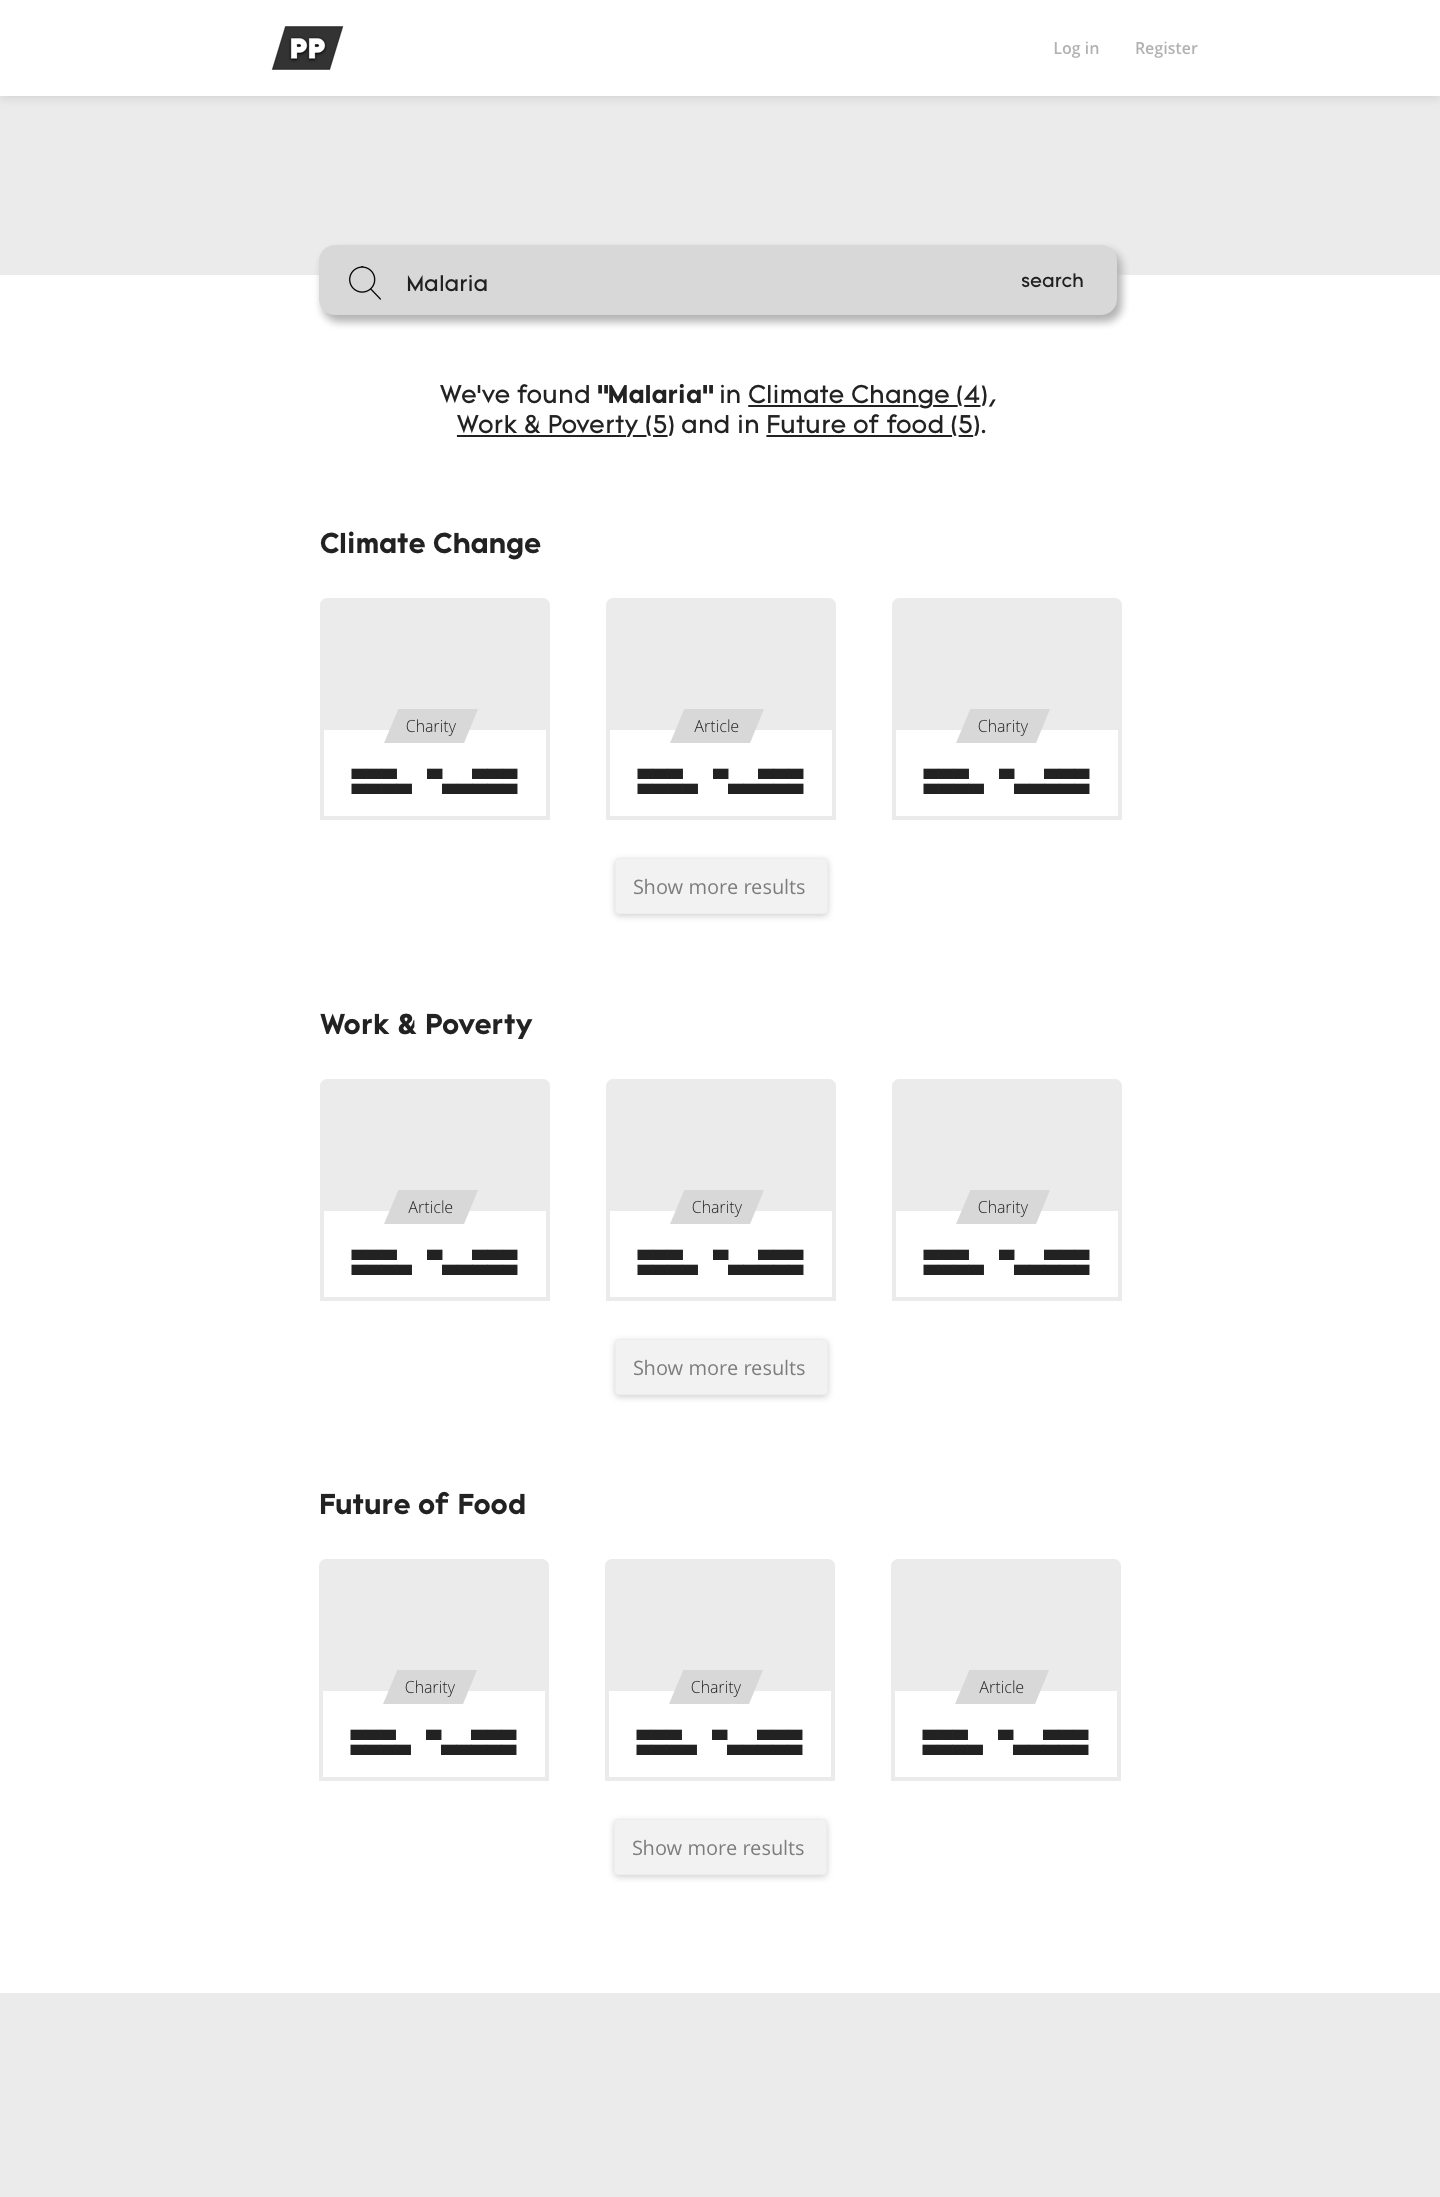 PP
Log in
Register
Malaria
search
We've found "Malaria" in Climate Change (4),
Work & Poverty (5) and in Future of food (5).
Climate Change
Charity
Article
Charity
Show more results
Work & Poverty
Article
Charity
Charity
Show more results
Future of Food
Charity
Charity
Article
Show more results